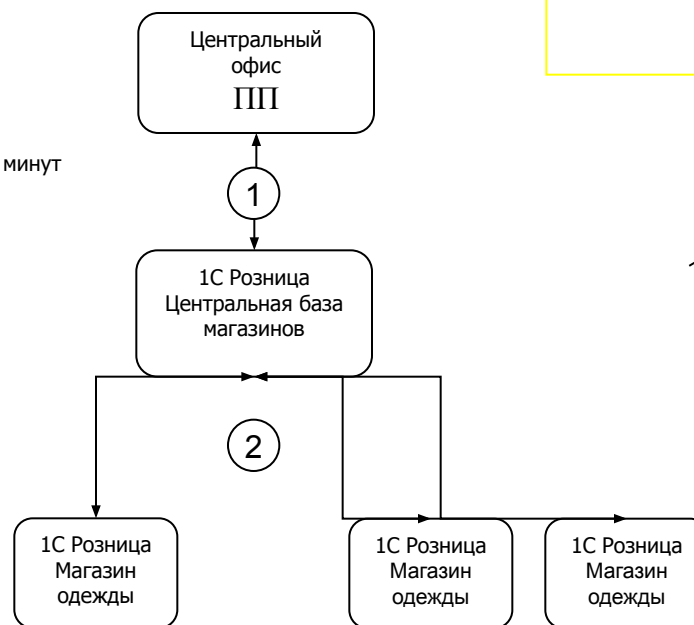 Центральный
офис
ПП
минут
1
1С Розница
Центральная база
магазинов
2
1С Розница
Магазин
одежды
1С Розница
Магазин
одежды
1С Розница
Магазин
одежды